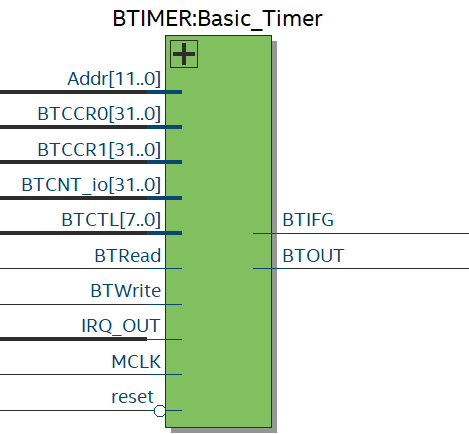 BTIMER:Basic_Timer
Addr[11..0]
BTCCR0[31..0]
BTCCR1[31..0]
BTCNT_io[31..0]
BTCTL[7..0]
BTIFG
BTRead
BTOUT
BTWrite
IRQ_OUT
MCLK
reset